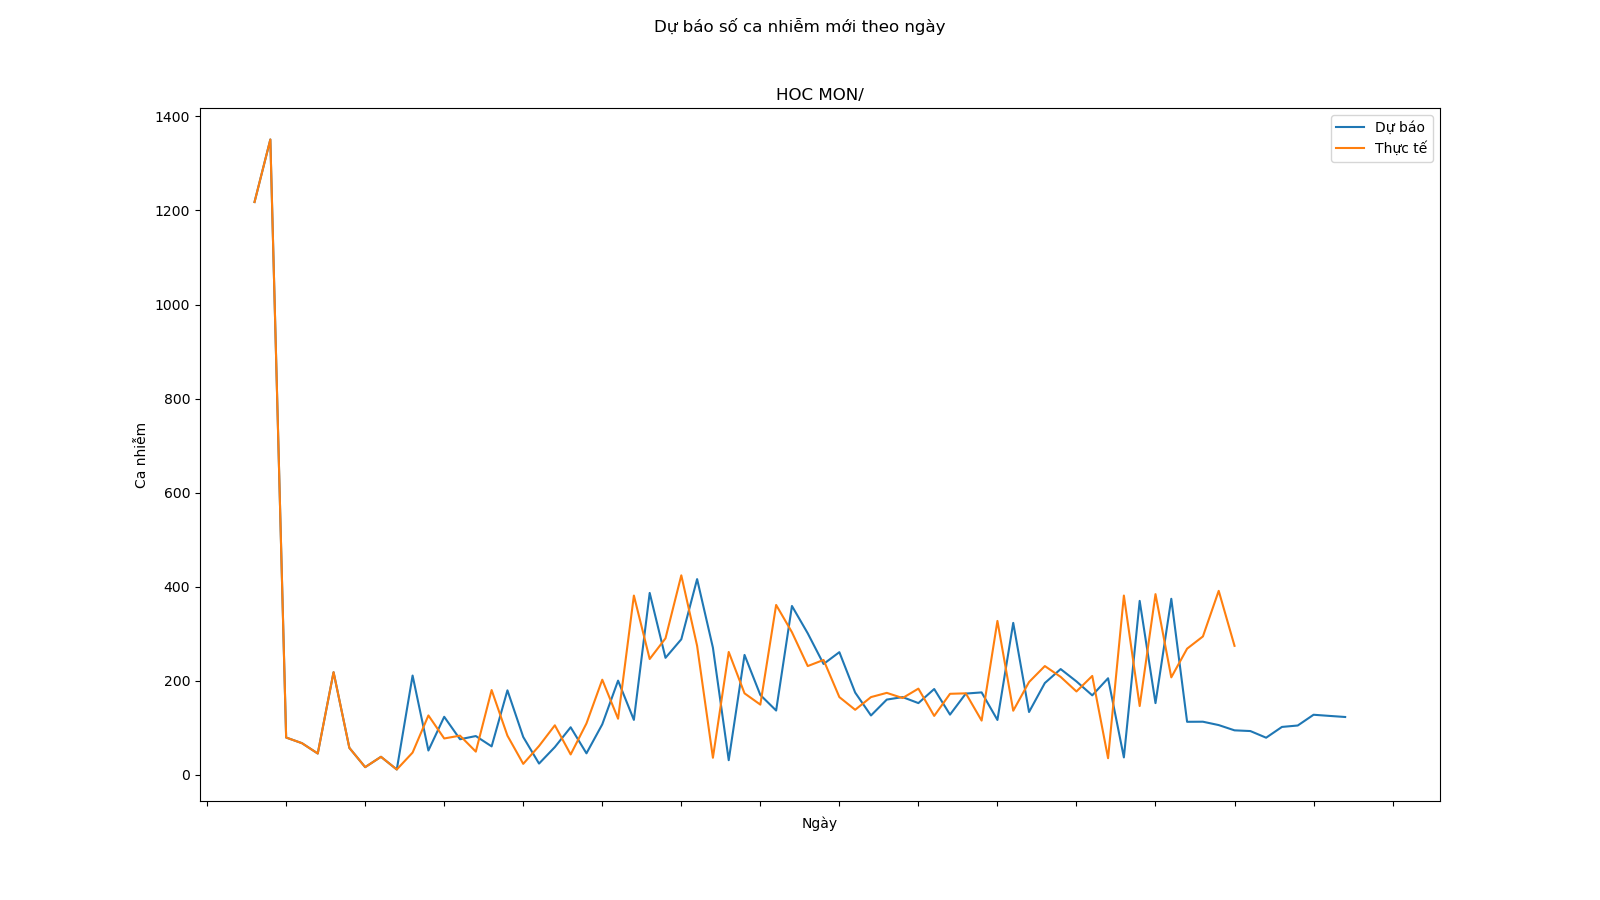 Dự báo số ca nhiễm mới theo ngày
HOC MON/
1400
1200
1000
800
600
400
200
0
Ca nhiễm
Ngày
Dự báo
Thực tế